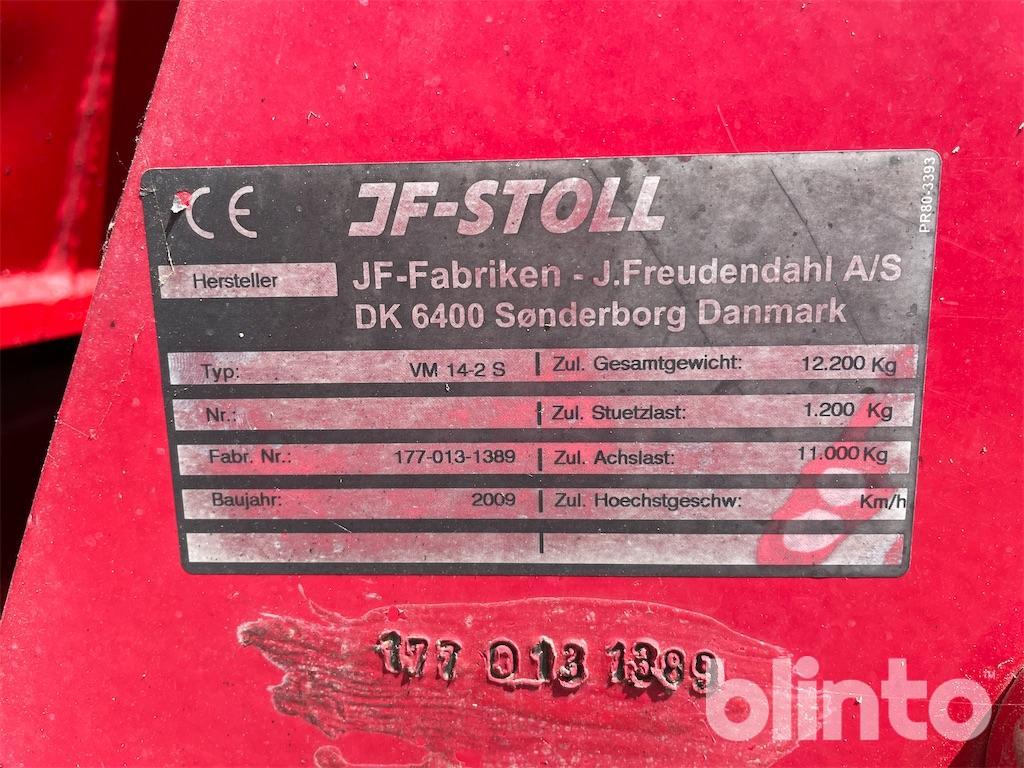 CE JF-STOLL
PR80-3393
Hersteller JF-Fabriken - J.Freudendahl A/S
DK 6400 Sønderborg Danmark
Typ: VM 14-2 S Zul. Gesamtgewicht: 12.200 Kg
Nr.: Zul. Stuetzlast: 1.200 Kg
Fabr. Nr.: 177-013-1389 Zul. Achslast: 11.000 Kg
Baujahr: 2009 Zul. Hoechstgeschw: Km/h
177 013 1389
blinto